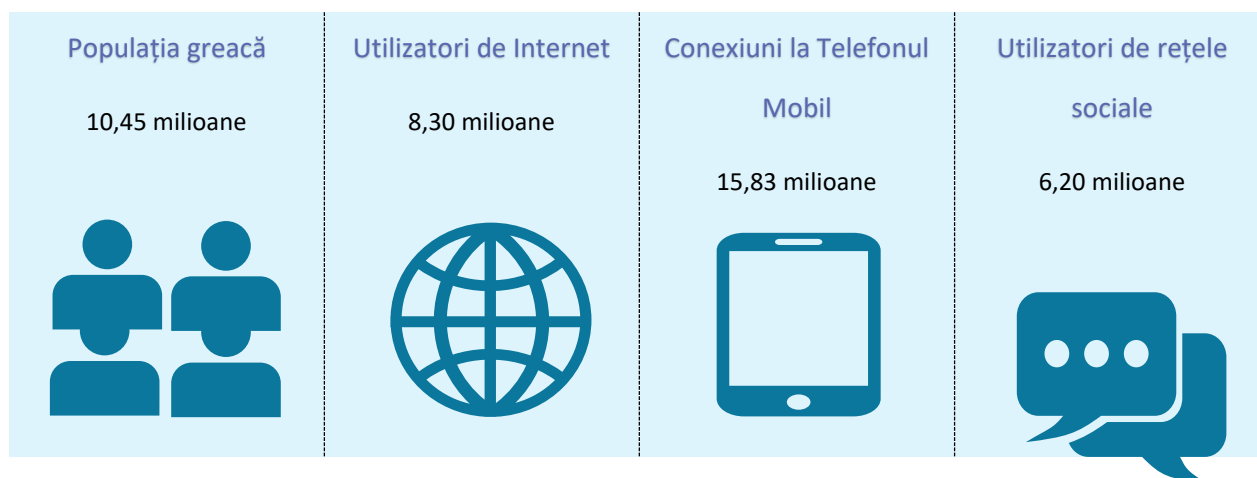 Populația greacă
10,45 milioane
Utilizatori de Internet
8,30 milioane
Conexiuni la Telefonul
Mobil
15,83 milioane
Utilizatori de rețele
sociale
6,20 milioane